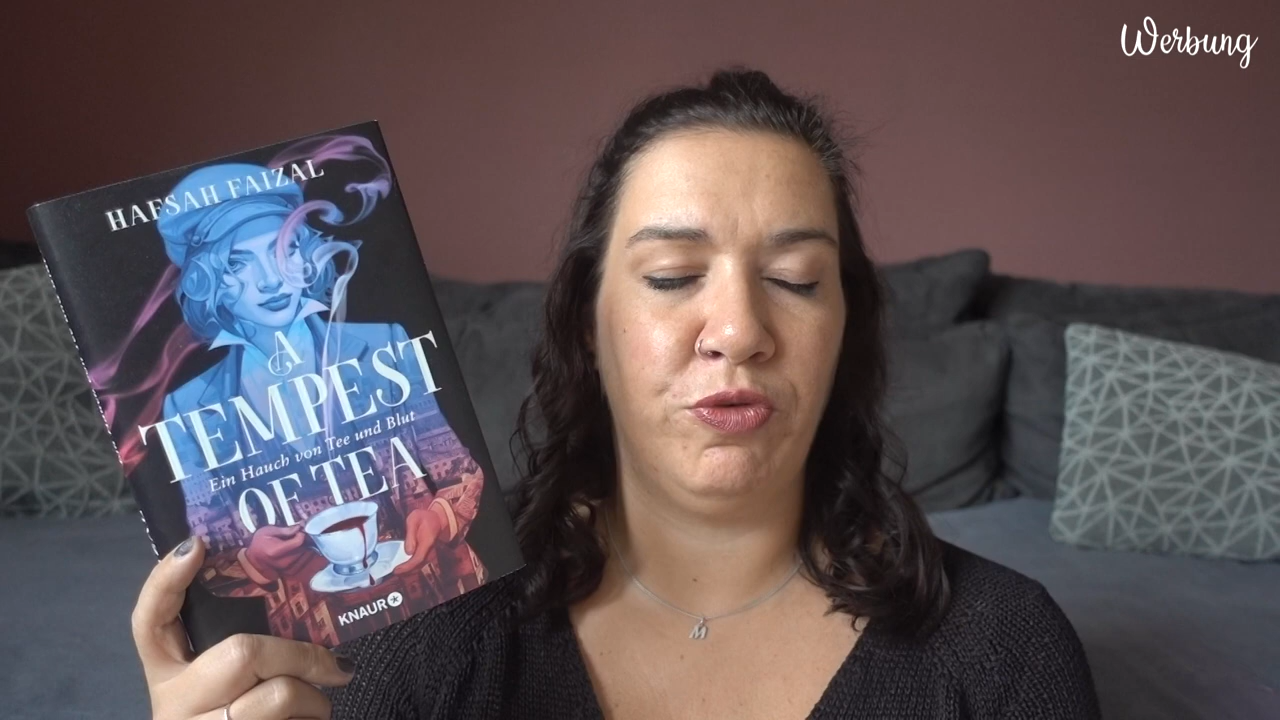 Werbung
HAFSAH FAIZAL
A
TEMPEST
Ein Hauch von Tee und Blut
OF TEA
KNAUR
M